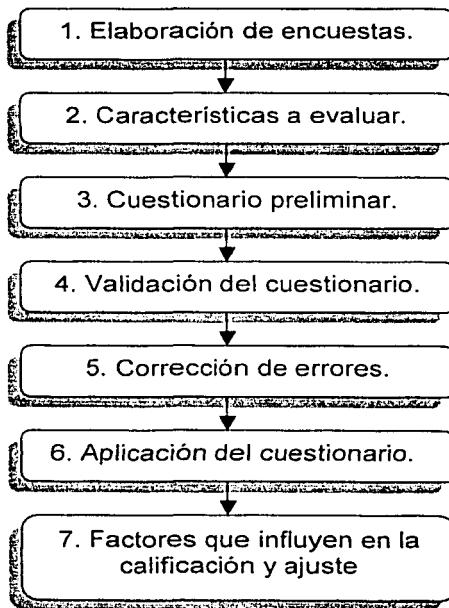 1. Elaboración de encuestas.
2. Características a evaluar.
3. Cuestionario preliminar.
4. Validación del cuestionario.
5. Corrección de errores.
6. Aplicación del cuestionario.
7. Factores que influyen en la
calificación y ajuste